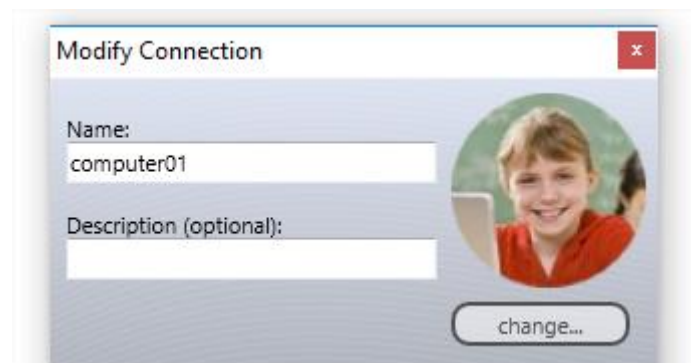 Modify Connection
x
Name:
computer01
Description (optional):
change...